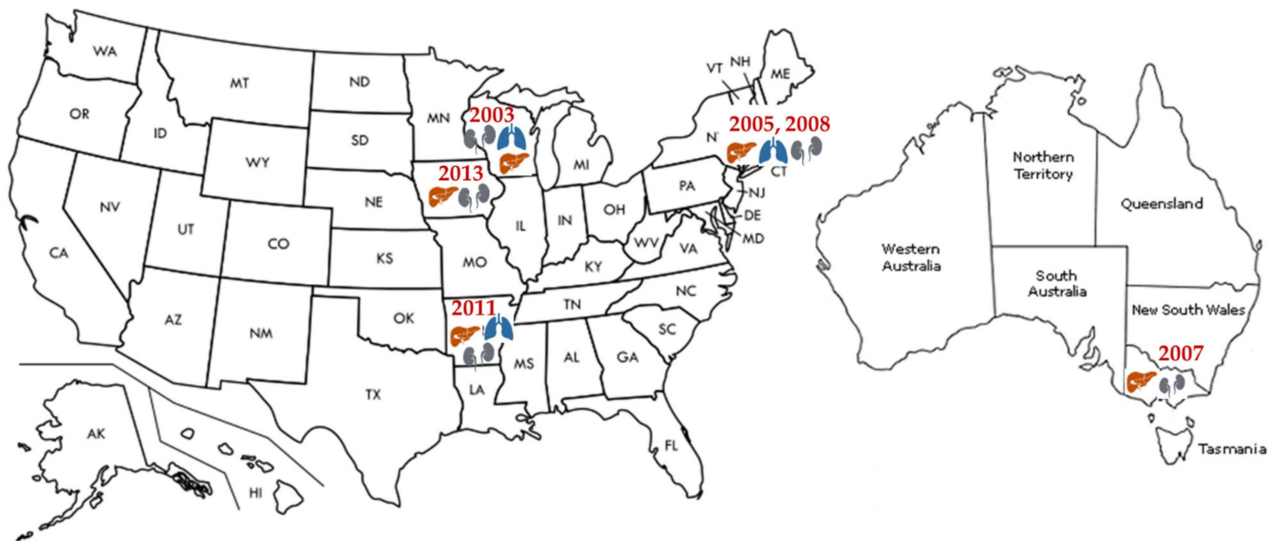 WA
MT
ND
MN
OR
ID
SD
WY
NE
NV
UT
CO
CA
KS
AZ
NM
OK
TX
MO
IL
IN
OH
MI
KY
WV
VA
TN
NC
SC
MS
AL
GA
LA
FL
PA
NJ
DE
MD
CT
VT
NH
ME
N
AK
HI
2003
2013
2011
2005, 2008
Northern
Territory
Queensland
Western
Australia
South
Australia
New South Wales
2007
Tasmania